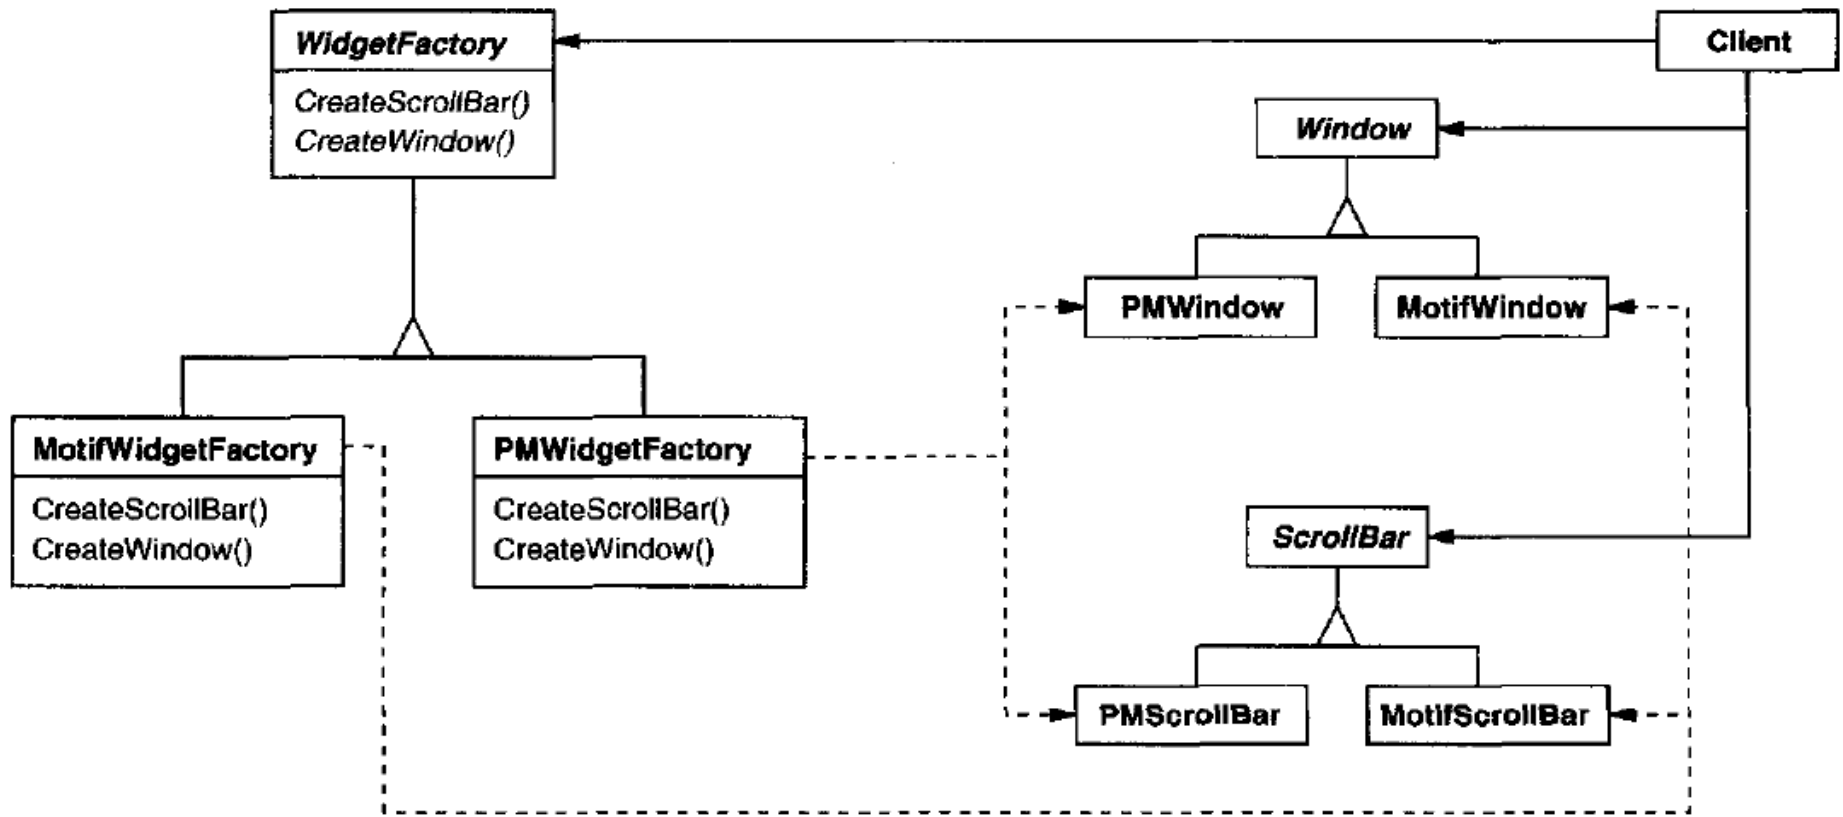 WidgetFactory
CreateScrollBar()
CreateWindow()
Client
Window
PMWindow
MotifWindow
MotifWidgetFactory
CreateScrollBar()
CreateWindow()
PMWidgetFactory
CreateScrollBar()
CreateWindow()
ScrollBar
PMScrollBar
MotifScrollBar